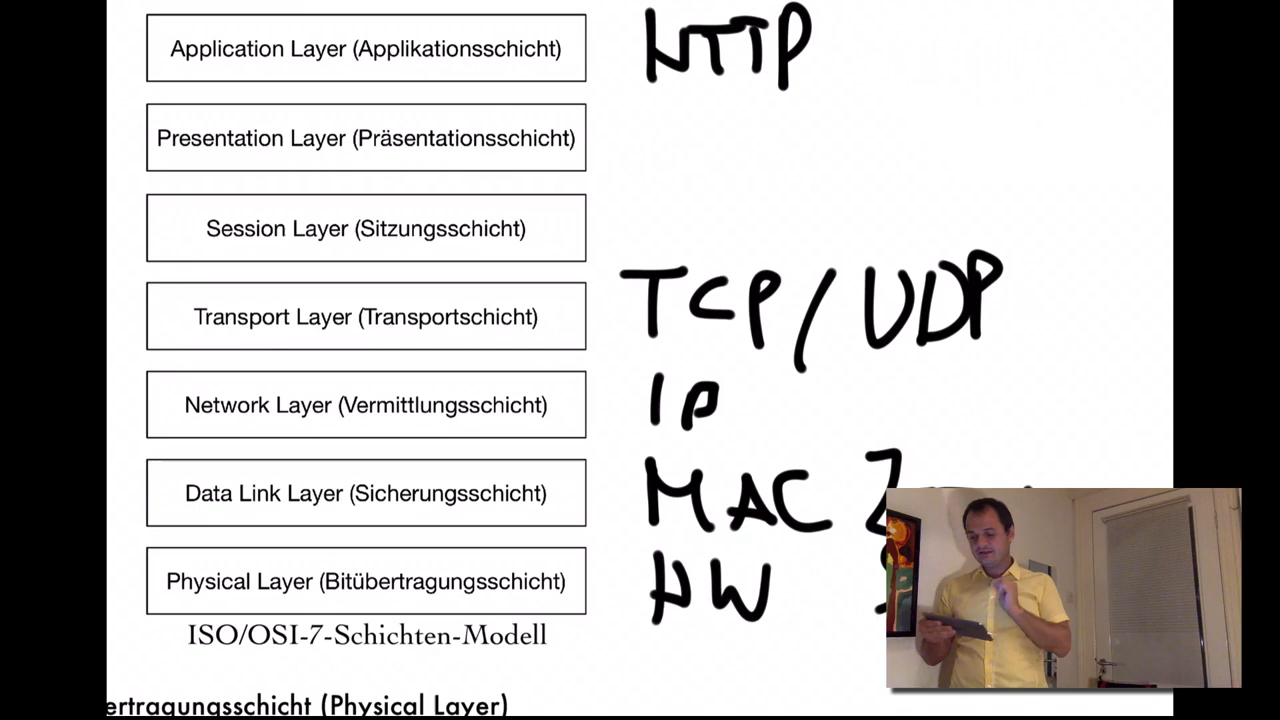 Application Layer (Applikationsschicht) HTTP
Presentation Layer (Präsentationsschicht)
Session Layer (Sitzungsschicht)
Transport Layer (Transportschicht) TCP/UDP
Network Layer (Vermittlungsschicht) IP
Data Link Layer (Sicherungsschicht) MAC
Physical Layer (Bitübertragungsschicht) HW
ISO/OSI-7-Schichten-Modell
ertragungsschicht (Physical Layer)